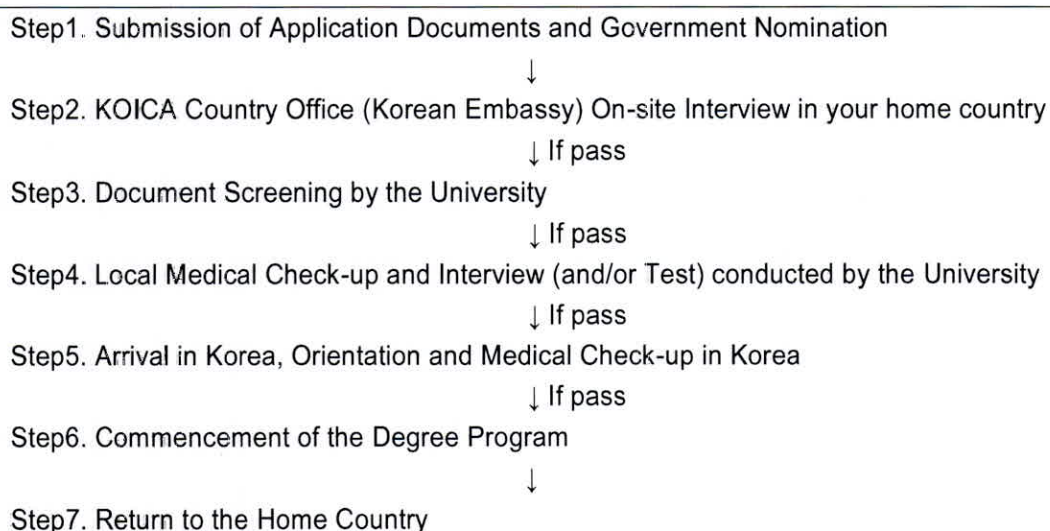 Step1. Submission of Application Documents and Government Nomination
↓
Step2. KOICA Country Office (Korean Embassy) On-site Interview in your home country
↓ If pass
Step3. Document Screening by the University
↓ If pass
Step4. Local Medical Check-up and Interview (and/or Test) conducted by the University
↓ If pass
Step5. Arrival in Korea, Orientation and Medical Check-up in Korea
↓ If pass
Step6. Commencement of the Degree Program
↓
Step7. Return to the Home Country